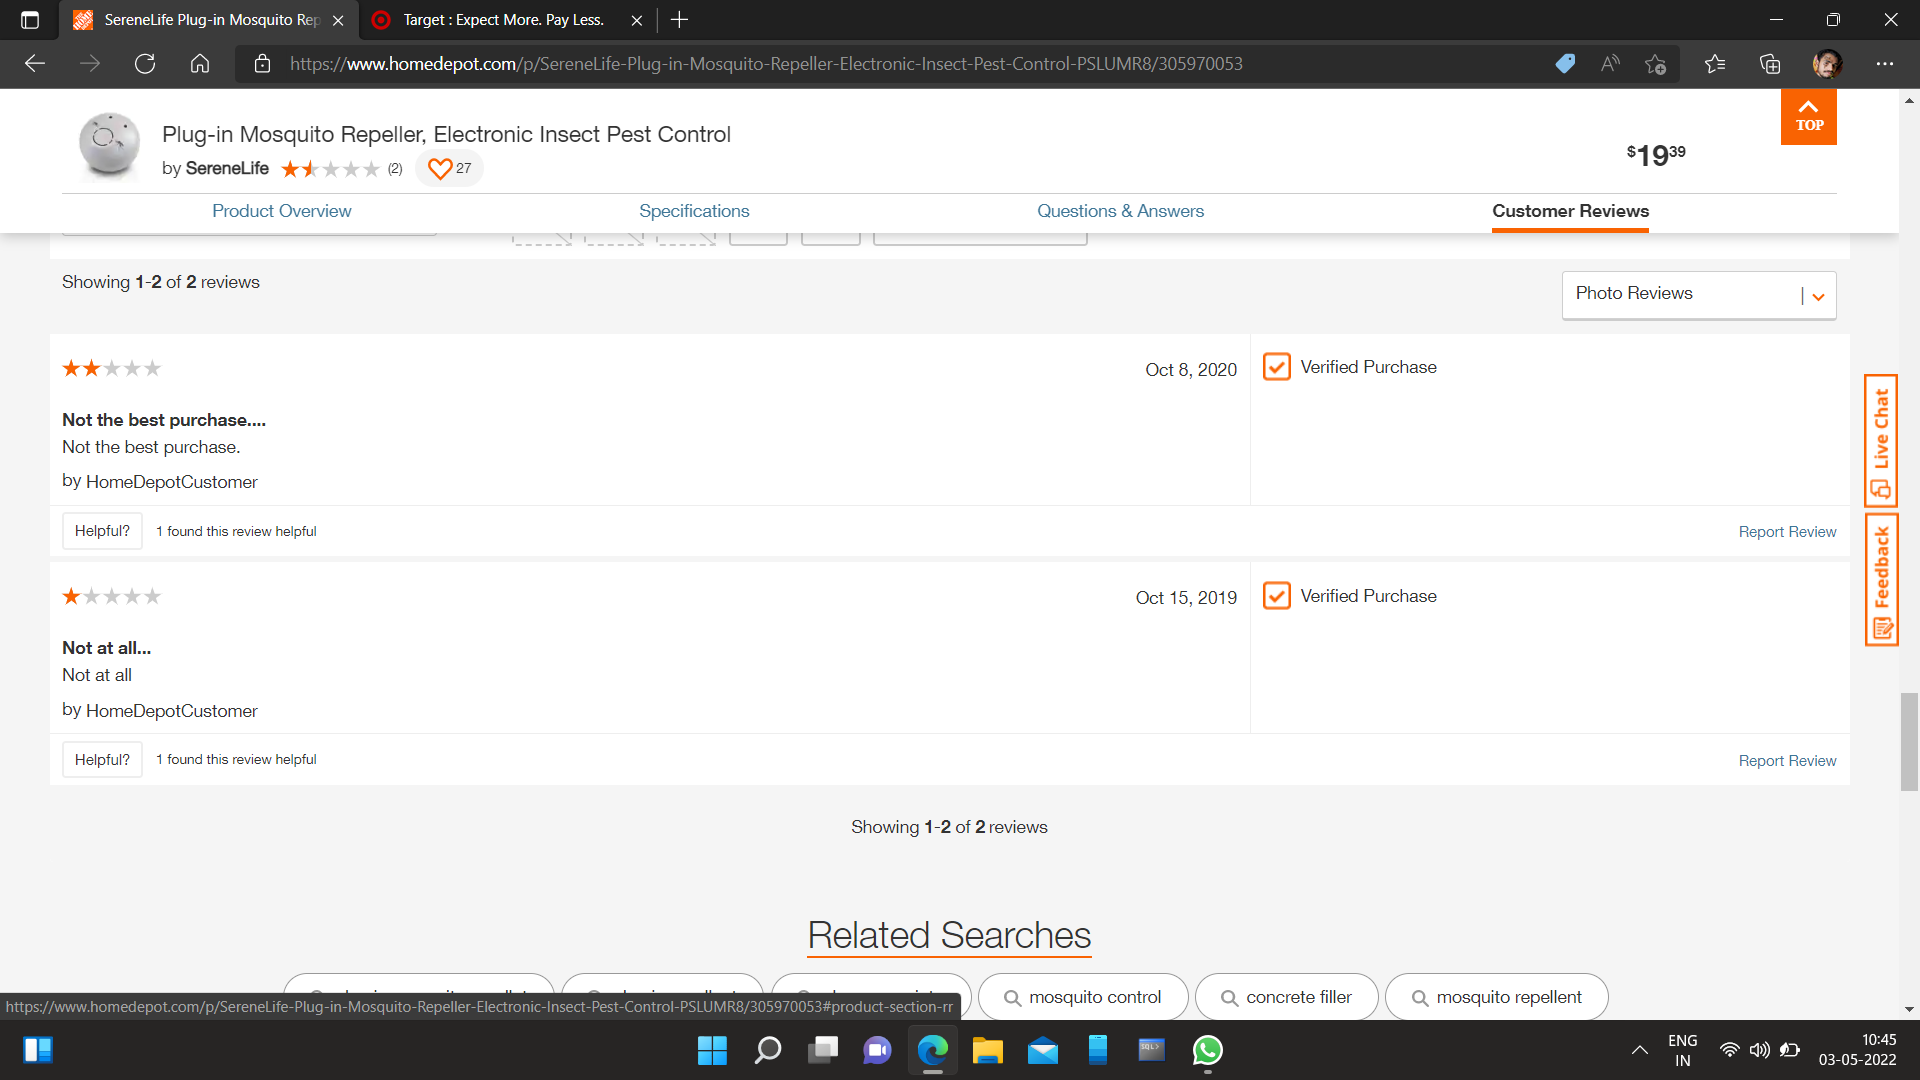 SereneLife Plug-in Mosquito Rep
Target : Expect More. Pay Less.
https://www.homedepot.com/p/SereneLife-Plug-in-Mosquito-Repeller-Electronic-Insect-Pest-Control-PSLUMR8/305970053
Plug-in Mosquito Repeller, Electronic Insect Pest Control
by SereneLife (2) 27
$19 39
TOP
Product Overview
Specifications
Questions & Answers
Customer Reviews
Showing 1-2 of 2 reviews
Photo Reviews
Oct 8, 2020
Verified Purchase
Not the best purchase....
Not the best purchase.
by HomeDepotCustomer
Helpful?
1 found this review helpful
Report Review
Live Chat
Feedback
Oct 15, 2019
Verified Purchase
Not at all...
Not at all
by HomeDepotCustomer
Helpful?
1 found this review helpful
Report Review
Showing 1-2 of 2 reviews
Related Searches
mosquito control
concrete filler
mosquito repellent
https://www.homedepot.com/p/SereneLife-Plug-in-Mosquito-Repeller-Electronic-Insect-Pest-Control-PSLUMR8/305970053#product-section-rr
SQL>
ENG
IN
10:45
03-05-2022